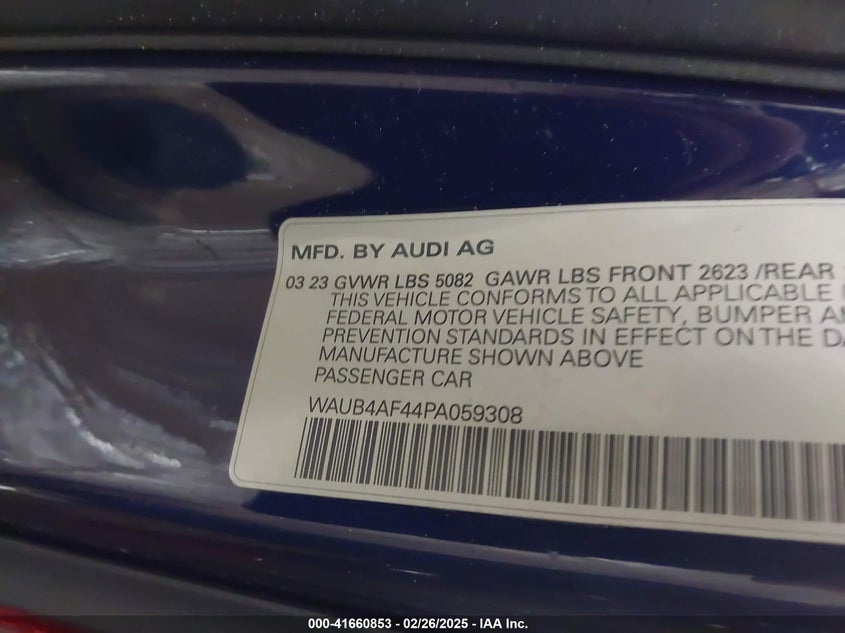 MFD. BY AUDI AG
03 23 GVWR LBS 5082 GAWR LBS FRONT 2623 /REAR
THIS VEHICLE CONFORMS TO ALL APPLICABLE
FEDERAL MOTOR VEHICLE SAFETY, BUMPER
PREVENTION STANDARDS IN EFFECT ON THE
MANUFACTURE SHOWN ABOVE
PASSENGER CAR
WAUB4AF44PA059308
000-41660853 02/26/2025 IAA Inc.